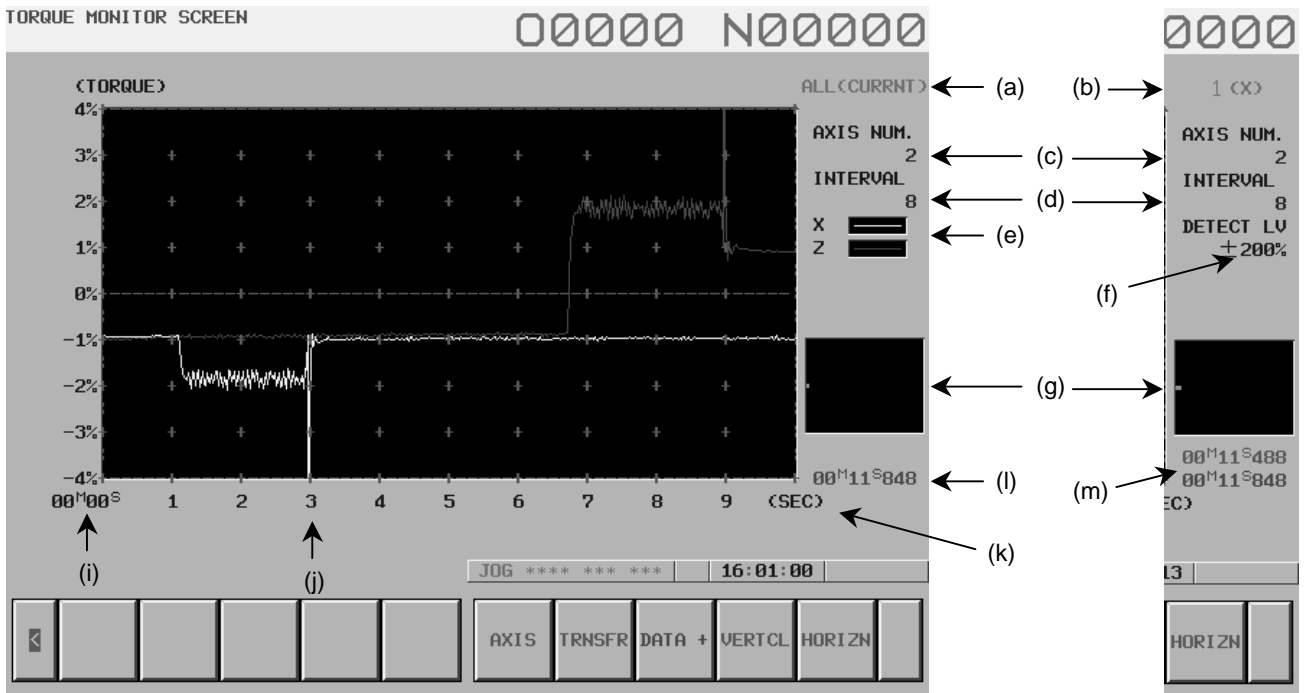 TORQUE MONITOR SCREEN
O0000 N00000
0000
(TORQUE)
ALL(CURRNT)
(a)
(b)
1 (X)
4%
3%
2%
1%
0%
-1%
-2%
-3%
-4%
AXIS NUM.
2
(c)
AXIS NUM.
2
INTERVAL
8
(d)
INTERVAL
8
X
Z
(e)
DETECT LV
±200%
(f)
(g)
00M11S848
(l)
(m)
00M11S488
00M11S848
00M00S 1 2 3 4 5 6 7 8 9 (SEC)
EC)
(i)
(j)
(k)
JOG **** *** ***
16:01:00
13
<
AXIS
TRNSFR
DATA +
VERTCL
HORIZN
HORIZN